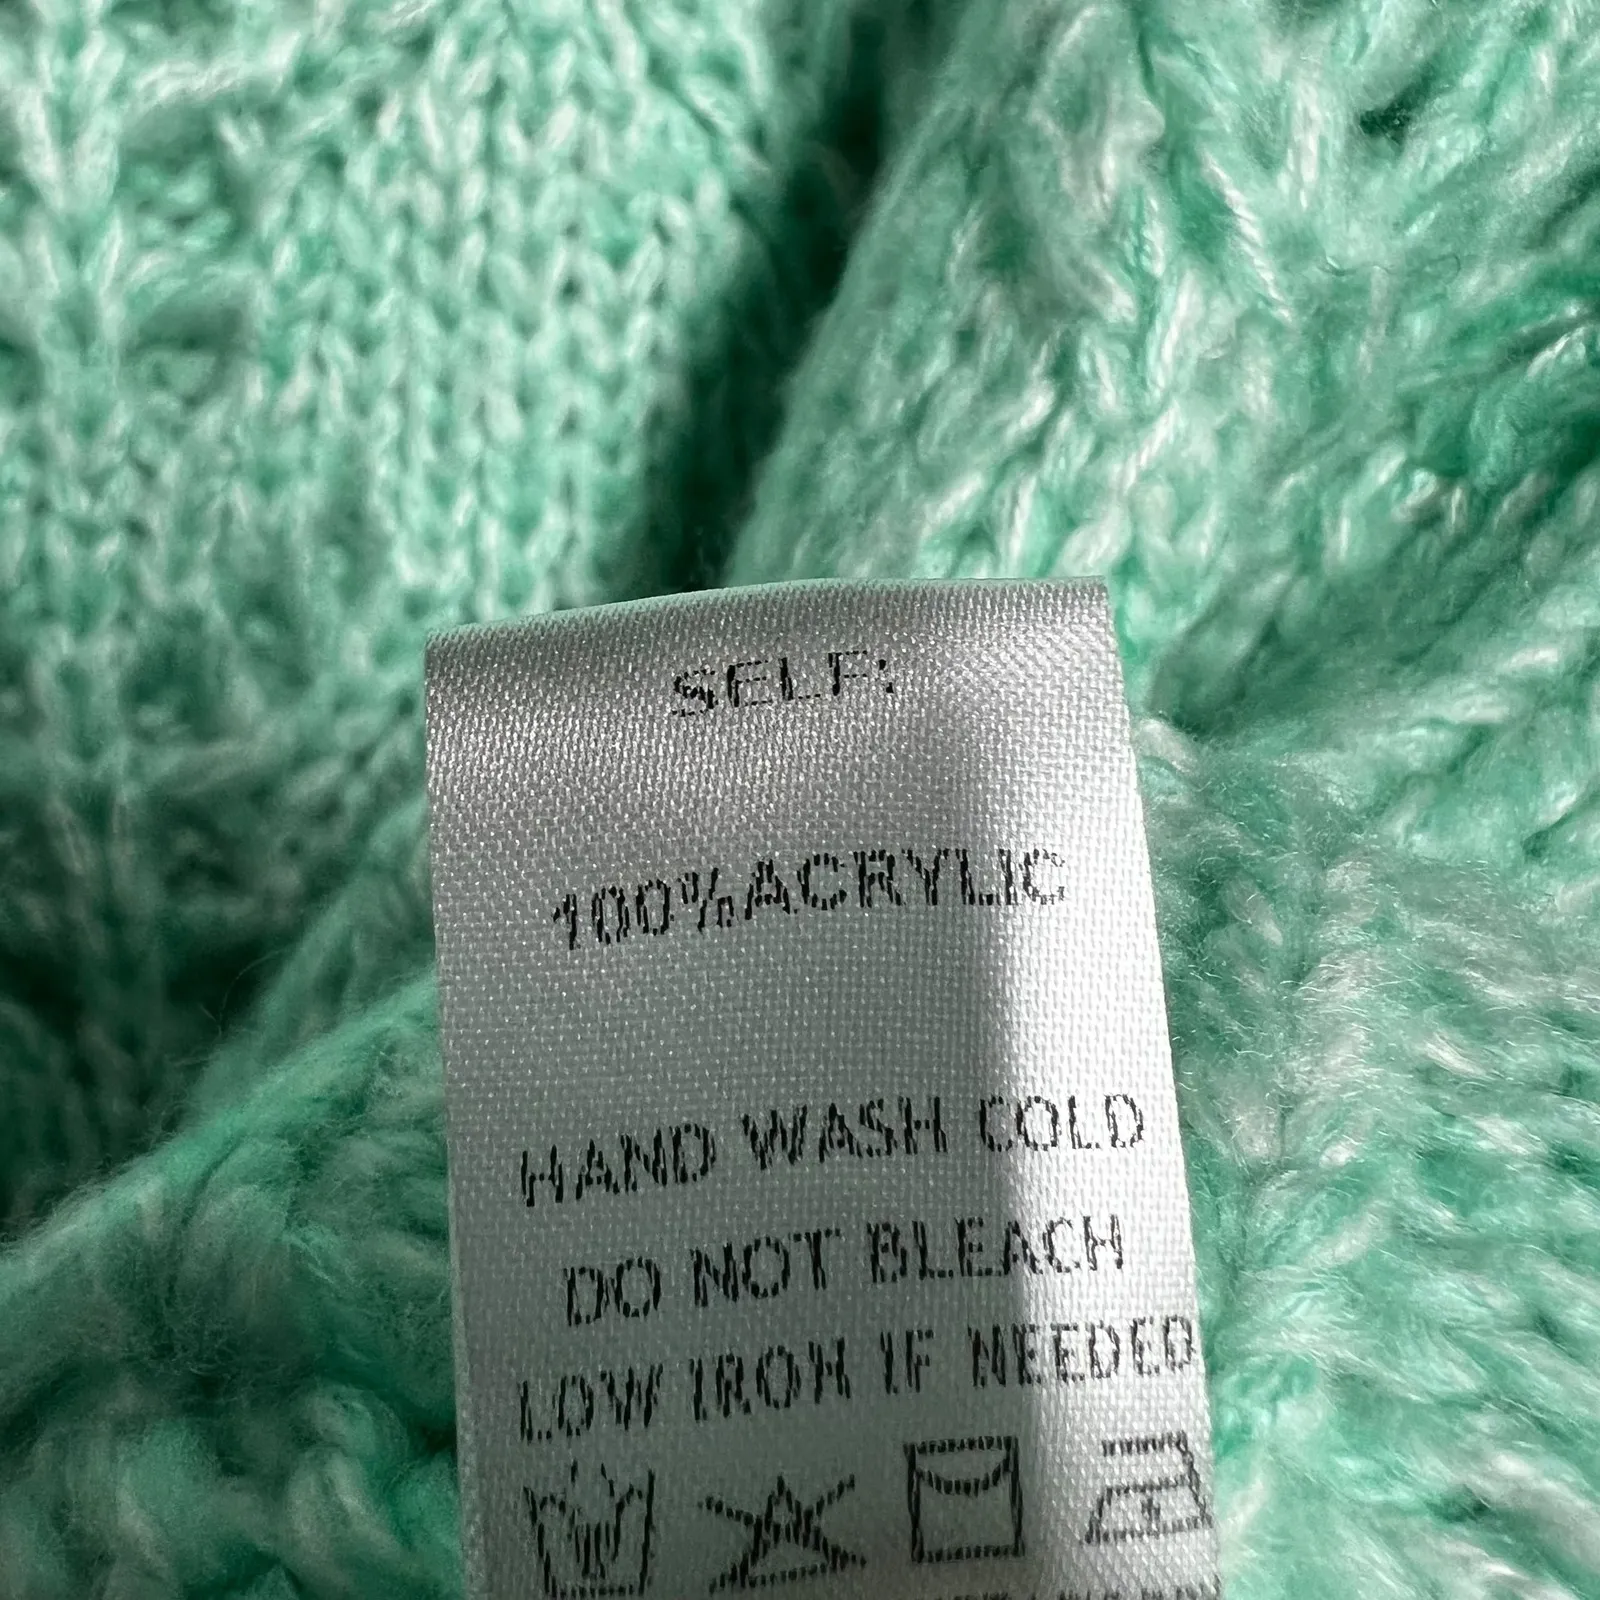 SELF:
100%ACRYLIC
HAND WASH COLD
DO NOT BLEACH
LOW IRON IF NEEDED